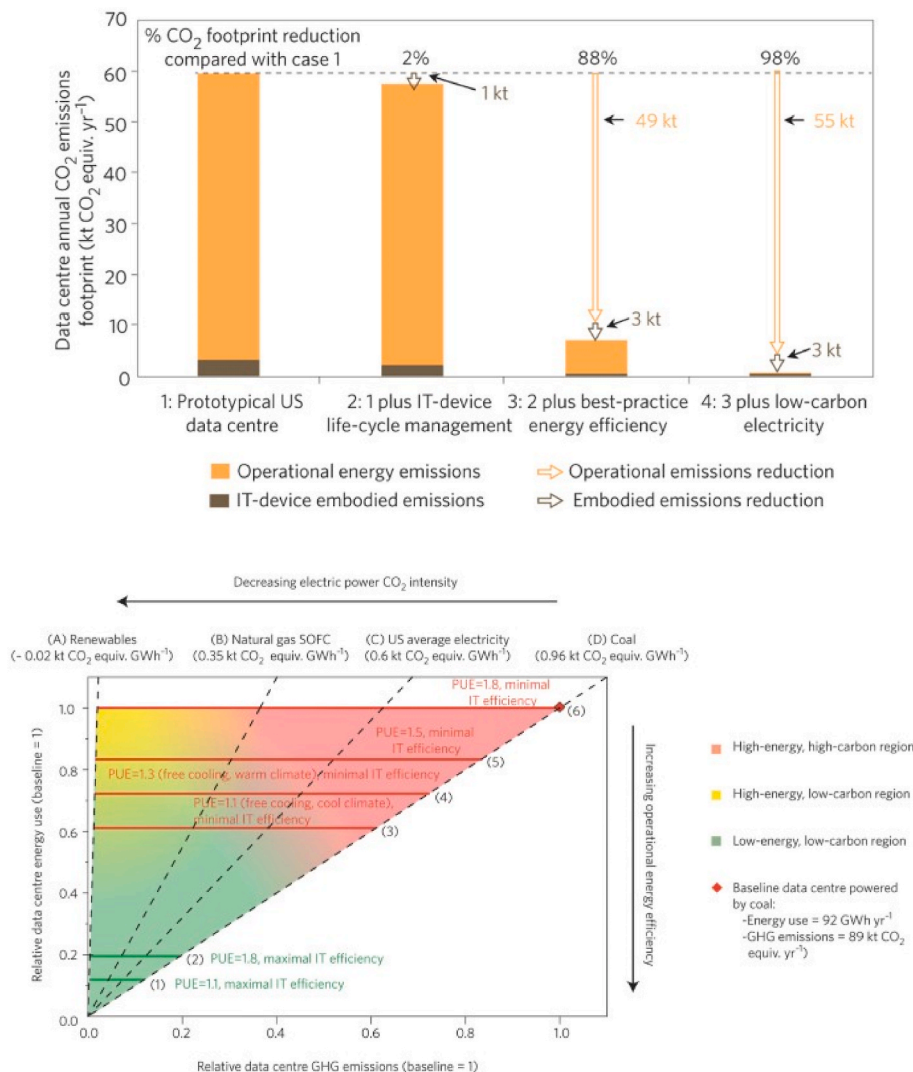 70
% CO2 footprint reduction
compared with case 1
2%
88%
98%
60
1 kt
50
49 kt
55 kt
40
30
20
10
3 kt
3 kt
0
Data centre annual CO2 emissions
footprint (kt CO2 equiv. yr−1)
1: Prototypical US
data centre
2: 1 plus IT-device
life-cycle management
3: 2 plus best-practice
energy efficiency
4: 3 plus low-carbon
electricity
Operational energy emissions
Operational emissions reduction
IT-device embodied emissions
Embodied emissions reduction
Decreasing electric power CO2 intensity
(A) Renewables
(- 0.02 kt CO2 equiv. GWh−1)
(B) Natural gas SOFC
(0.35 kt CO2 equiv. GWh−1)
(C) US average electricity
(0.6 kt CO2 equiv. GWh−1)
(D) Coal
(0.96 kt CO2 equiv. GWh−1)
PUE=1.8, minimal
IT efficiency
1.0
(6)
PUE=1.5, minimal
IT efficiency
(5)
0.8
PUE=1.3 (free cooling, warm climate), minimal IT efficiency
(4)
PUE=1.1 (free cooling, cool climate),
minimal IT efficiency
0.6
(3)
0.4
0.2
(2)
PUE=1.8, maximal IT efficiency
(1)
PUE=1.1, maximal IT efficiency
0.0
0.0
0.2
0.4
0.6
0.8
1.0
Relative data centre energy use (baseline = 1)
Relative data centre GHG emissions (baseline = 1)
Increasing operational energy efficiency
High-energy, high-carbon region
High-energy, low-carbon region
Low-energy, low-carbon region
Baseline data centre powered
by coal:
-Energy use = 92 GWh yr−1
-GHG emissions = 89 kt CO2
equiv. yr−1)